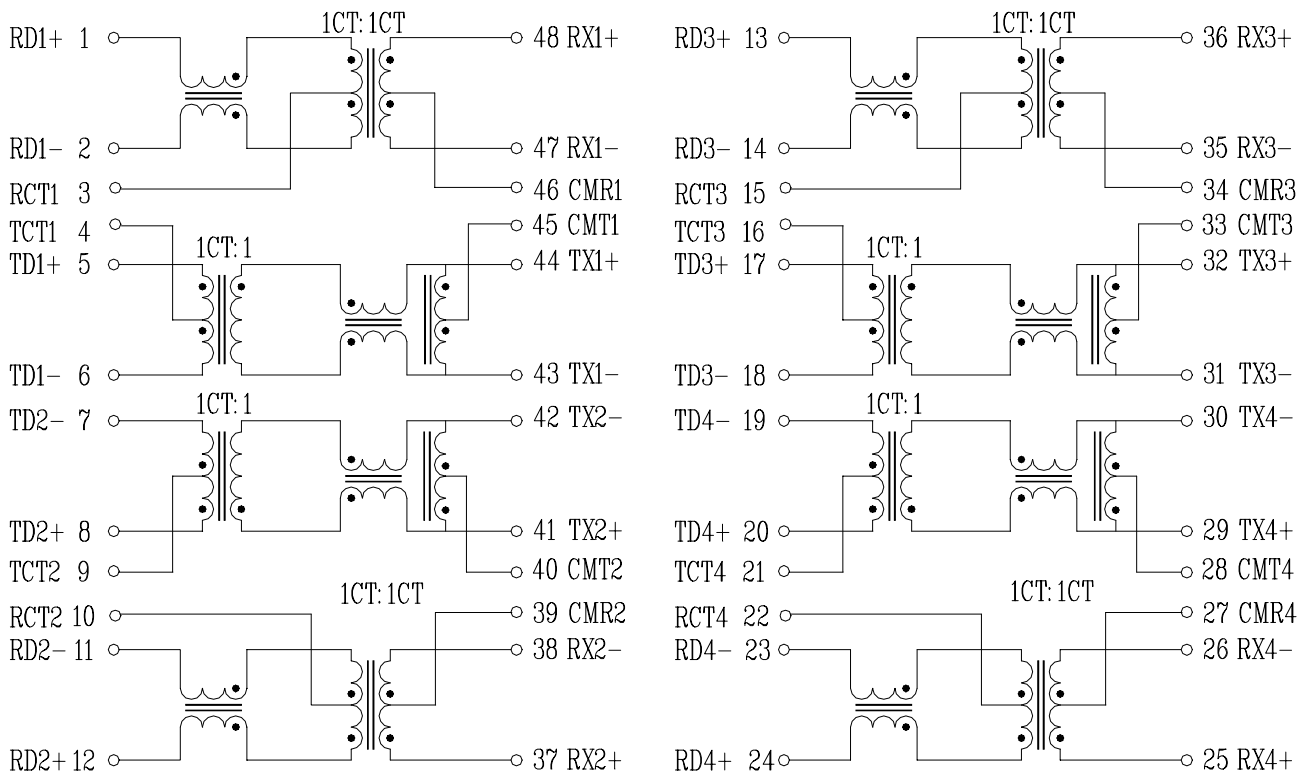 1CT:1CT
RD1+ 1
48 RX1+
RD1- 2
47 RX1-
RCT1 3
46 CMR1
TCT1 4
45 CMT1
1CT:1
TD1+ 5
44 TX1+
TD1- 6
43 TX1-
1CT:1
TD2- 7
42 TX2-
TD2+ 8
41 TX2+
TCT2 9
40 CMT2
1CT:1CT
RCT2 10
39 CMR2
RD2- 11
38 RX2-
RD2+ 12
37 RX2+
1CT:1CT
RD3+ 13
36 RX3+
RD3- 14
35 RX3-
RCT3 15
34 CMR3
TCT3 16
33 CMT3
1CT:1
TD3+ 17
32 TX3+
TD3- 18
31 TX3-
1CT:1
TD4- 19
30 TX4-
TD4+ 20
29 TX4+
TCT4 21
28 CMT4
1CT:1CT
RCT4 22
27 CMR4
RD4- 23
26 RX4-
RD4+ 24
25 RX4+